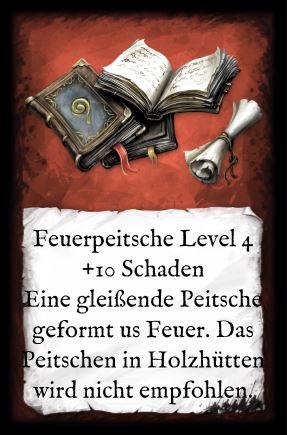 Feuerpeitsche Level 4
+10 Schaden
Eine gleißende Peitsche
geformt us Feuer. Das
Peitschen in Holzhütten
wird nicht empfohlen.